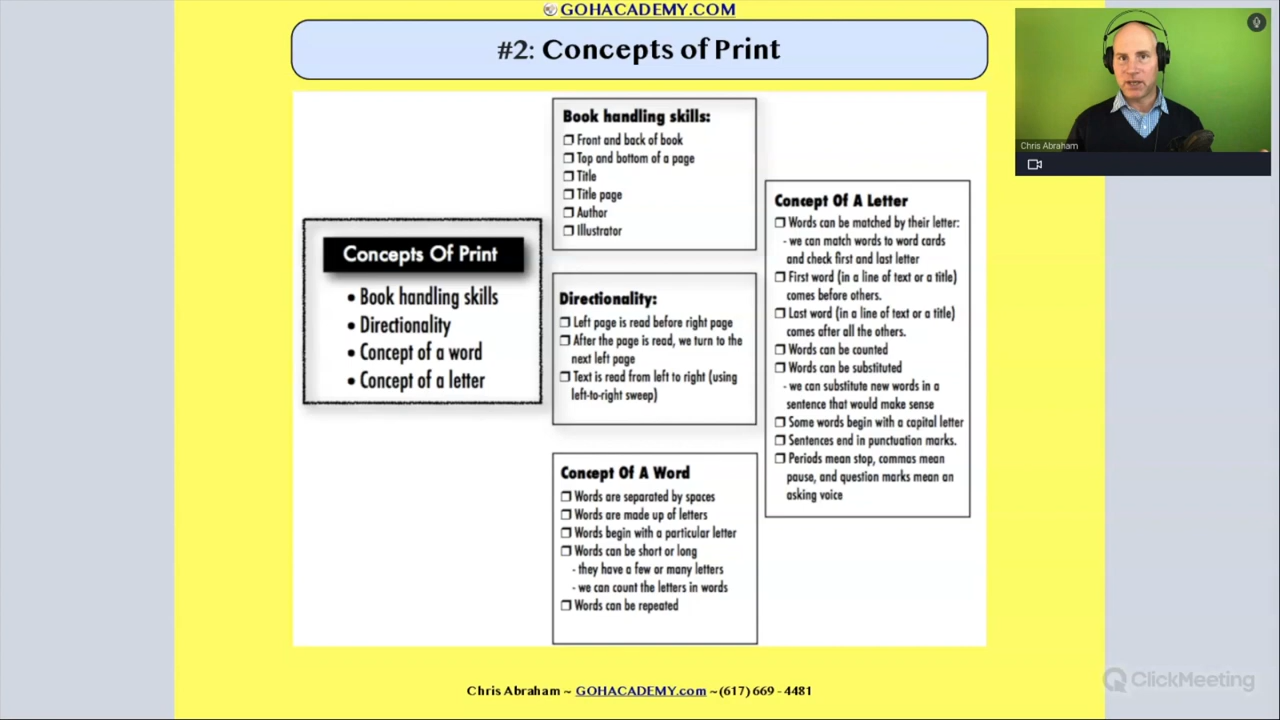 GOHACADEMY.COM
#2: Concepts of Print
Chris Abraham
Concepts Of Print
• Book handling skills
• Directionality
• Concept of a word
• Concept of a letter
Book handling skills:
❒ Front and back of book
❒ Top and bottom of a page
❒ Title
❒ Title page
❒ Author
❒ Illustrator
Directionality:
❒ Left page is read before right page
❒ After the page is read, we turn to the
next left page
❒ Text is read from left to right (using
left-to-right sweep)
Concept Of A Word
❒ Words are separated by spaces
❒ Words are made up of letters
❒ Words begin with a particular letter
❒ Words can be short or long
- they have a few or many letters
- we can count the letters in words
❒ Words can be repeated
Concept Of A Letter
❒ Words can be matched by their letter:
- we can match words to word cards
and check first and last letter
❒ First word (in a line of text or a title)
comes before others.
❒ Last word (in a line of text or a title)
comes after all the others.
❒ Words can be counted
❒ Words can be substituted
- we can substitute new words in a
sentence that would make sense
❒ Some words begin with a capital letter
❒ Sentences end in punctuation marks.
❒ Periods mean stop, commas mean
pause, and question marks mean an
asking voice
Chris Abraham ~ GOHACADEMY.com ~(617) 669 - 4481
ClickMeeting